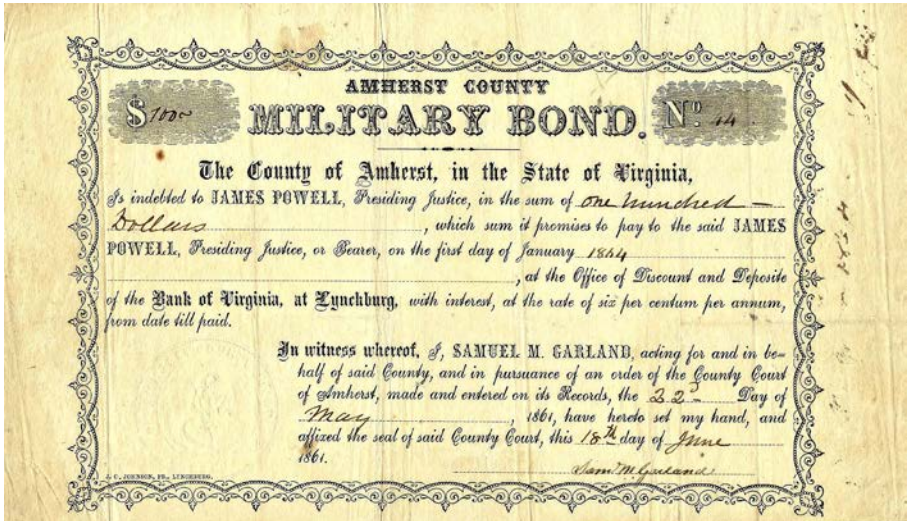 AMHERST COUNTY
$ 100
MILITARY BOND.
No. 44
The County of Amherst, in the State of Virginia,
Is indebted to JAMES POWELL, Presiding Justice, in the sum of one hundred
Dollars, which sum it promises to pay to the said JAMES
POWELL, Presiding Justice, or Bearer, on the first day of January 1864
, at the Office of Discount and Deposite
of the Bank of Virginia, at Lynchburg, with interest, at the rate of six per centum per annum,
from date till paid.
In witness whereof, I, SAMUEL M. GARLAND, acting for and in be-
half of said County, and in pursuance of an order of the County Court
of Amherst, made and entered on its Records, the 22d Day of
May, 1861, have hereto set my hand, and
affixed the seal of said County Court, this 18th day of June
1861.
Saml M Garland
J. C. JOHNSON, PR., LYNCHBURG.